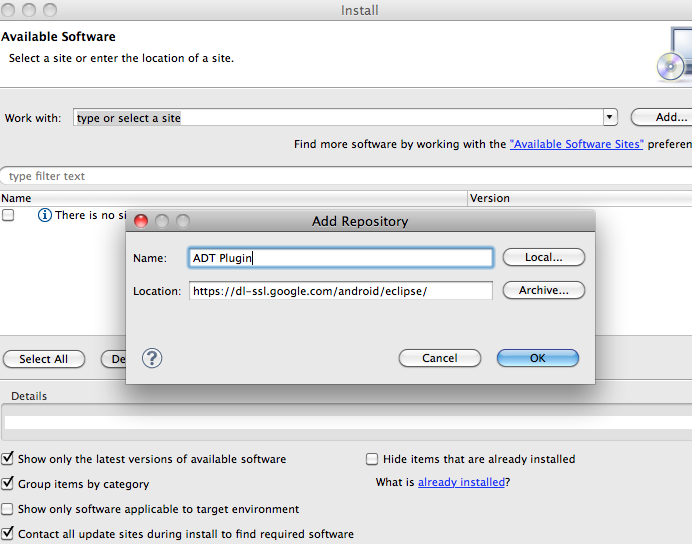 Install
Available Software
Select a site or enter the location of a site.
Work with: type or select a site Add...
Find more software by working with the "Available Software Sites"
type filter text
Name Version
There is no
Add Repository
Name: ADT Plugin Local...
Location: https://dl-ssl.google.com/android/eclipse/ Archive...
? Cancel OK
Select All
Details
Show only the latest versions of available software Hide items that are already installed
Group items by category What is already installed?
Show only software applicable to target environment
Contact all update sites during install to find required software